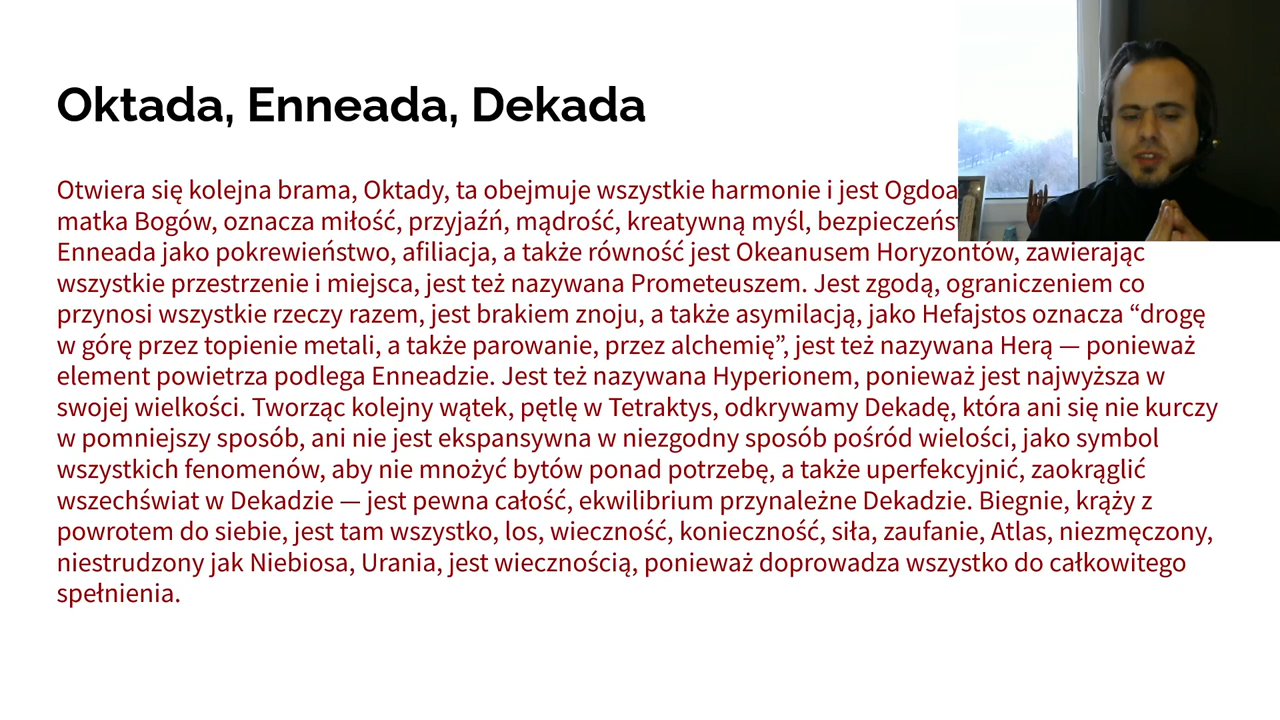 Oktada, Enneada, Dekada
Otwiera się kolejna brama, Oktady, ta obejmuje wszystkie harmonie i jest
matka Bogów, oznacza miłość, przyjaźń, mądrość, kreatywną myśl,
Enneada jako pokrewieństwo, afiliacja, a także równość jest Okeanusem Horyzontów, zawierając
wszystkie przestrzenie i miejsca, jest też nazywana Prometeuszem. Jest zgodą, ograniczeniem co
przynosi wszystkie rzeczy razem, jest brakiem znoju, a także asymilacją, jako Hefajstos oznacza “drogę
w górę przez topienie metali, a także parowanie, przez alchemię”, jest też nazywana Herą — ponieważ
element powietrza podlega Enneadzie. Jest też nazywana Hyperionem, ponieważ jest najwyższa w
swojej wielkości. Tworząc kolejny wątek, pętlę w Tetraktys, odkrywamy Dekadę, która ani się nie kurczy
w pomniejszy sposób, ani nie jest ekspansywna w niezgodny sposób pośród wielości, jako symbol
wszystkich fenomenów, aby nie mnożyć bytów ponad potrzebę, a także uperfekcyjnić, zaokrąglić
wszechświat w Dekadzie — jest pewna całość, ekwilibrium przynależne Dekadzie. Biegnie, krąży z
powrotem do siebie, jest tam wszystko, los, wieczność, konieczność, siła, zaufanie, Atlas, niezmęczony,
niestrudzony jak Niebiosa, Urania, jest wiecznością, ponieważ doprowadza wszystko do całkowitego
spełnienia.